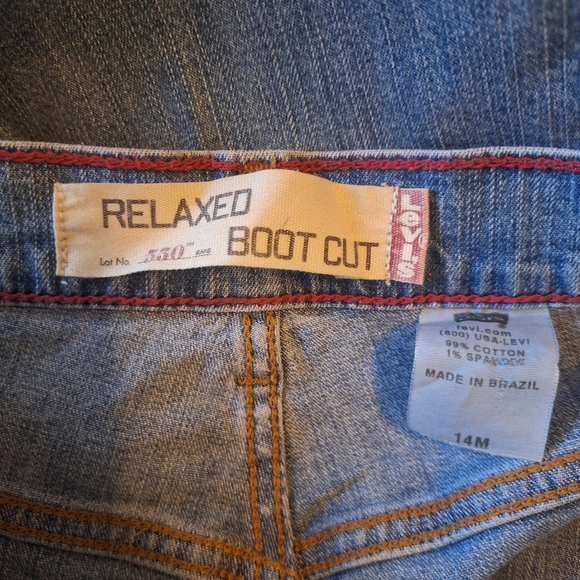 RELAXED
Lot No. 550™
BOOT CUT
Levi's
levi.com
(800) USA-LEVI
99% COTTON
1% SPANDEX
MADE IN BRAZIL
14M